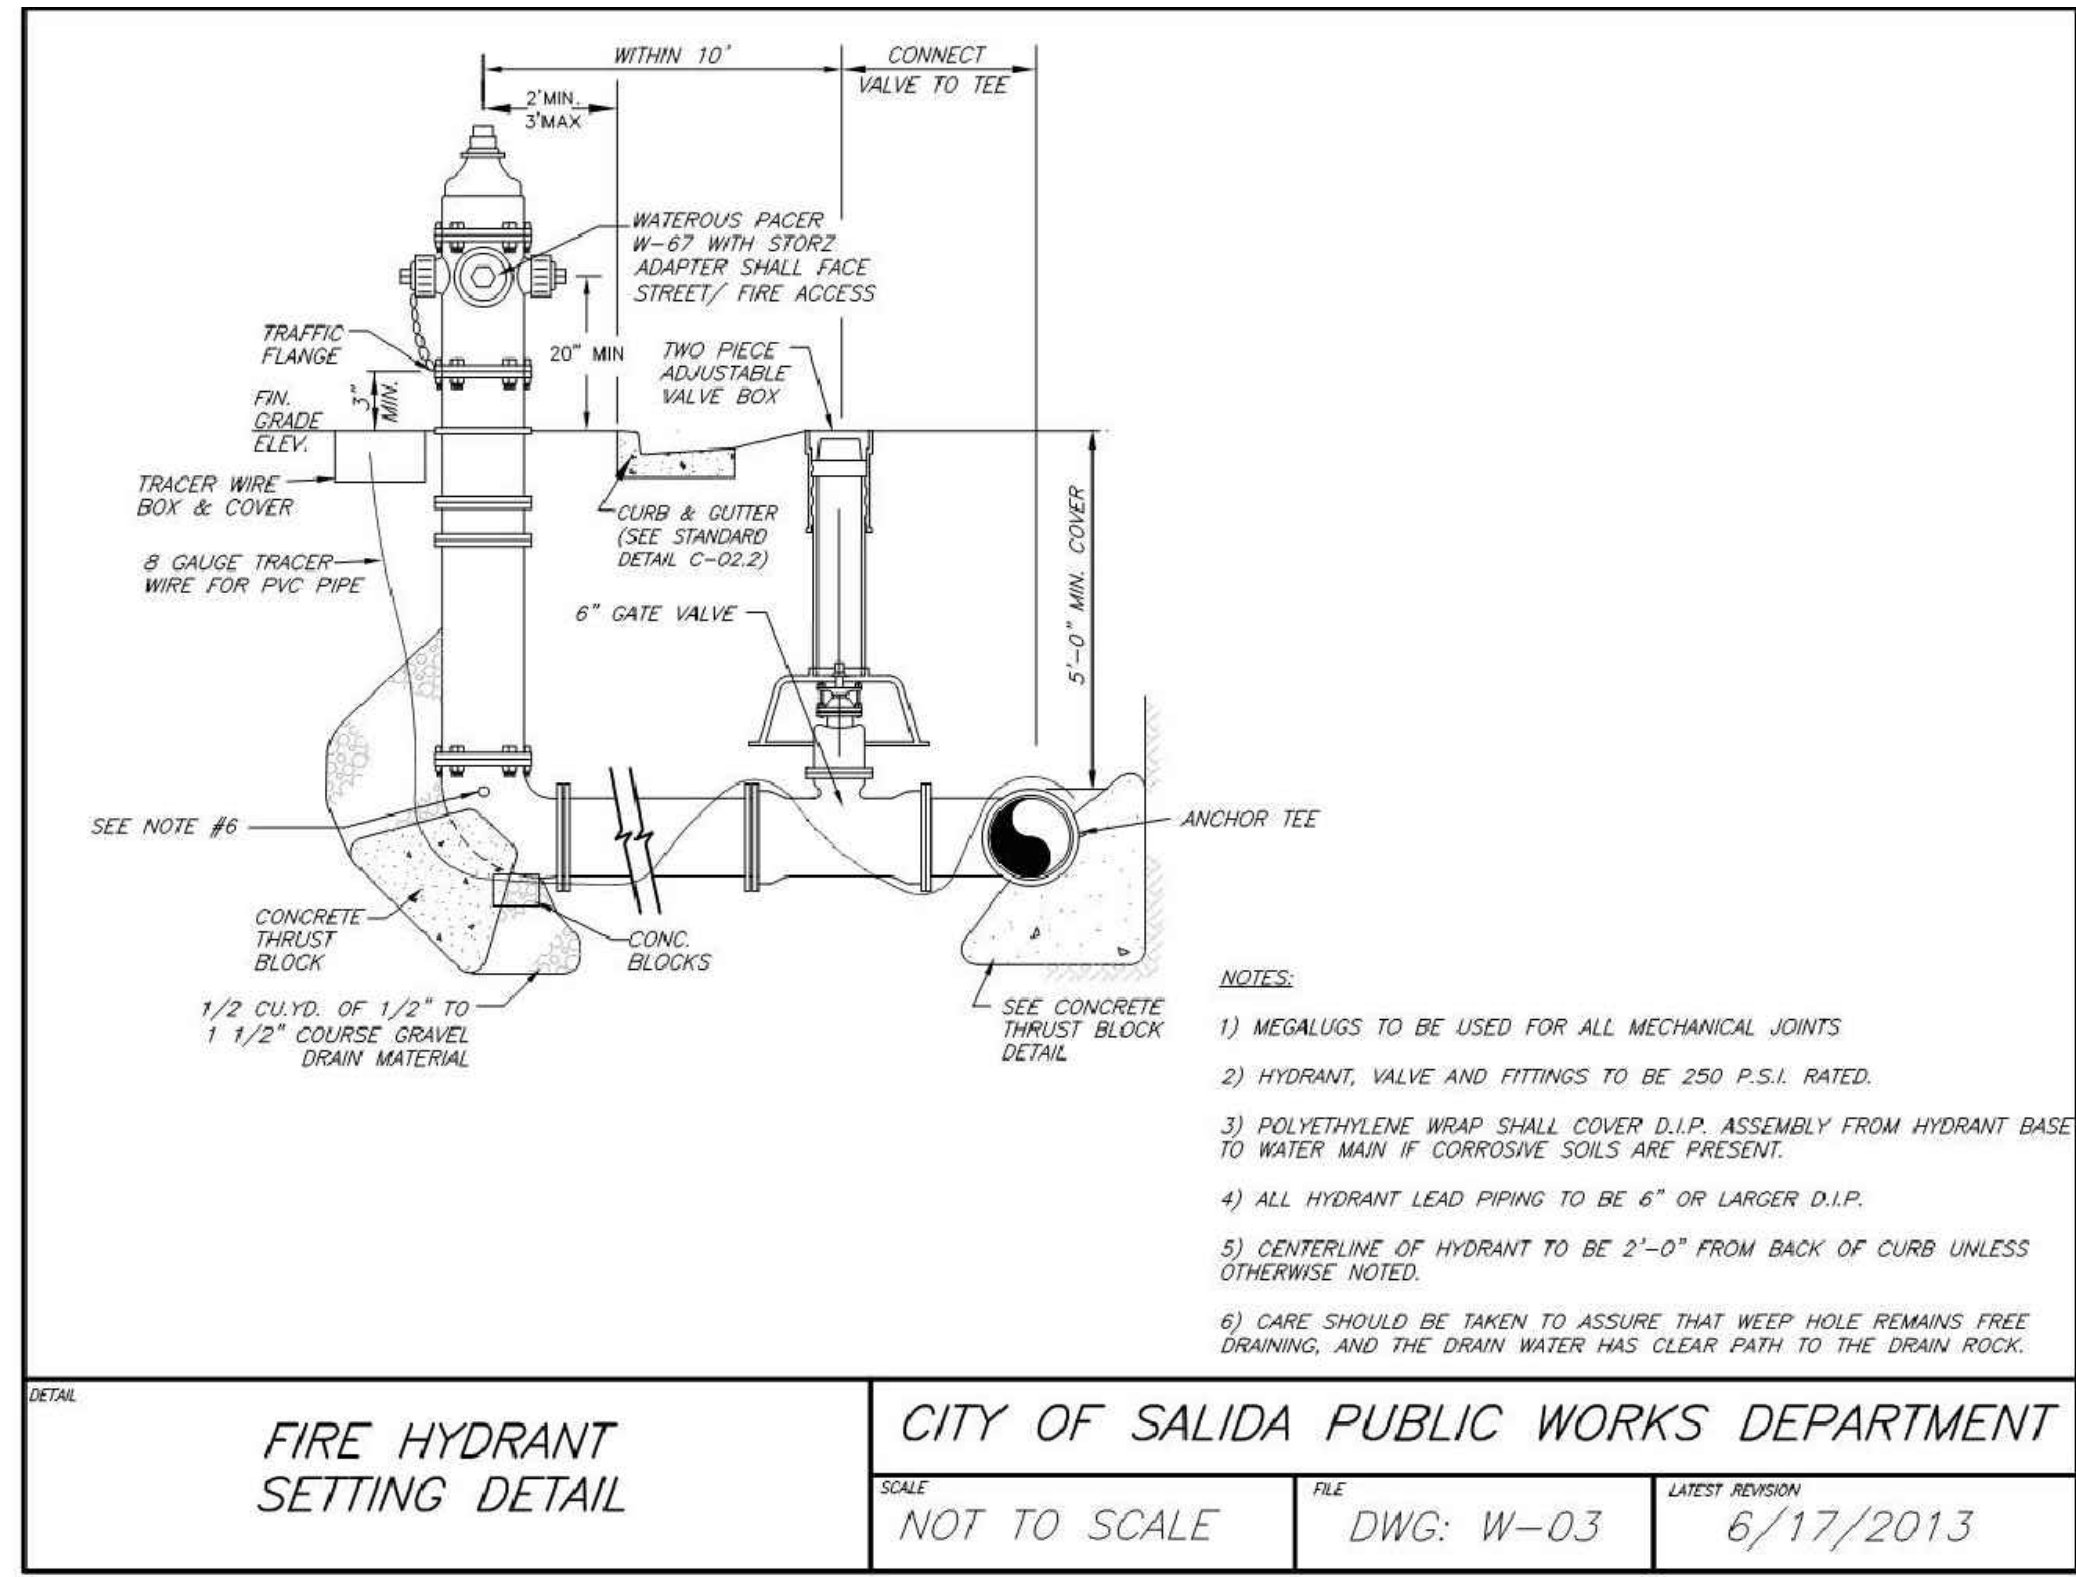 WITHIN 10'
CONNECT
VALVE TO TEE
2'MIN.
3'MAX
WATEROUS PACER
W-67 WITH STORZ
ADAPTER SHALL FACE
STREET/ FIRE ACCESS
TRAFFIC
FLANGE
20" MIN
TWO PIECE
ADJUSTABLE
VALVE BOX
3"
MIN.
FIN.
GRADE
ELEV.
TRACER WIRE
BOX & COVER
CURB & GUTTER
(SEE STANDARD
DETAIL C-02.2)
8 GAUGE TRACER
WIRE FOR PVC PIPE
6" GATE VALVE
5'-0" MIN. COVER
SEE NOTE #6
ANCHOR TEE
CONCRETE
THRUST
BLOCK
CONC.
BLOCKS
1/2 CU.YD. OF 1/2" TO
1 1/2" COURSE GRAVEL
DRAIN MATERIAL
SEE CONCRETE
THRUST BLOCK
DETAIL
NOTES:
1) MEGALUGS TO BE USED FOR ALL MECHANICAL JOINTS
2) HYDRANT, VALVE AND FITTINGS TO BE 250 P.S.I. RATED.
3) POLYETHYLENE WRAP SHALL COVER D.I.P. ASSEMBLY FROM HYDRANT BASE
TO WATER MAIN IF CORROSIVE SOILS ARE PRESENT.
4) ALL HYDRANT LEAD PIPING TO BE 6" OR LARGER D.I.P.
5) CENTERLINE OF HYDRANT TO BE 2'-0" FROM BACK OF CURB UNLESS
OTHERWISE NOTED.
6) CARE SHOULD BE TAKEN TO ASSURE THAT WEEP HOLE REMAINS FREE
DRAINING, AND THE DRAIN WATER HAS CLEAR PATH TO THE DRAIN ROCK.
DETAIL
FIRE HYDRANT
SETTING DETAIL
CITY OF SALIDA PUBLIC WORKS DEPARTMENT
SCALE
NOT TO SCALE
FILE
DWG: W-03
LATEST REVISION
6/17/2013